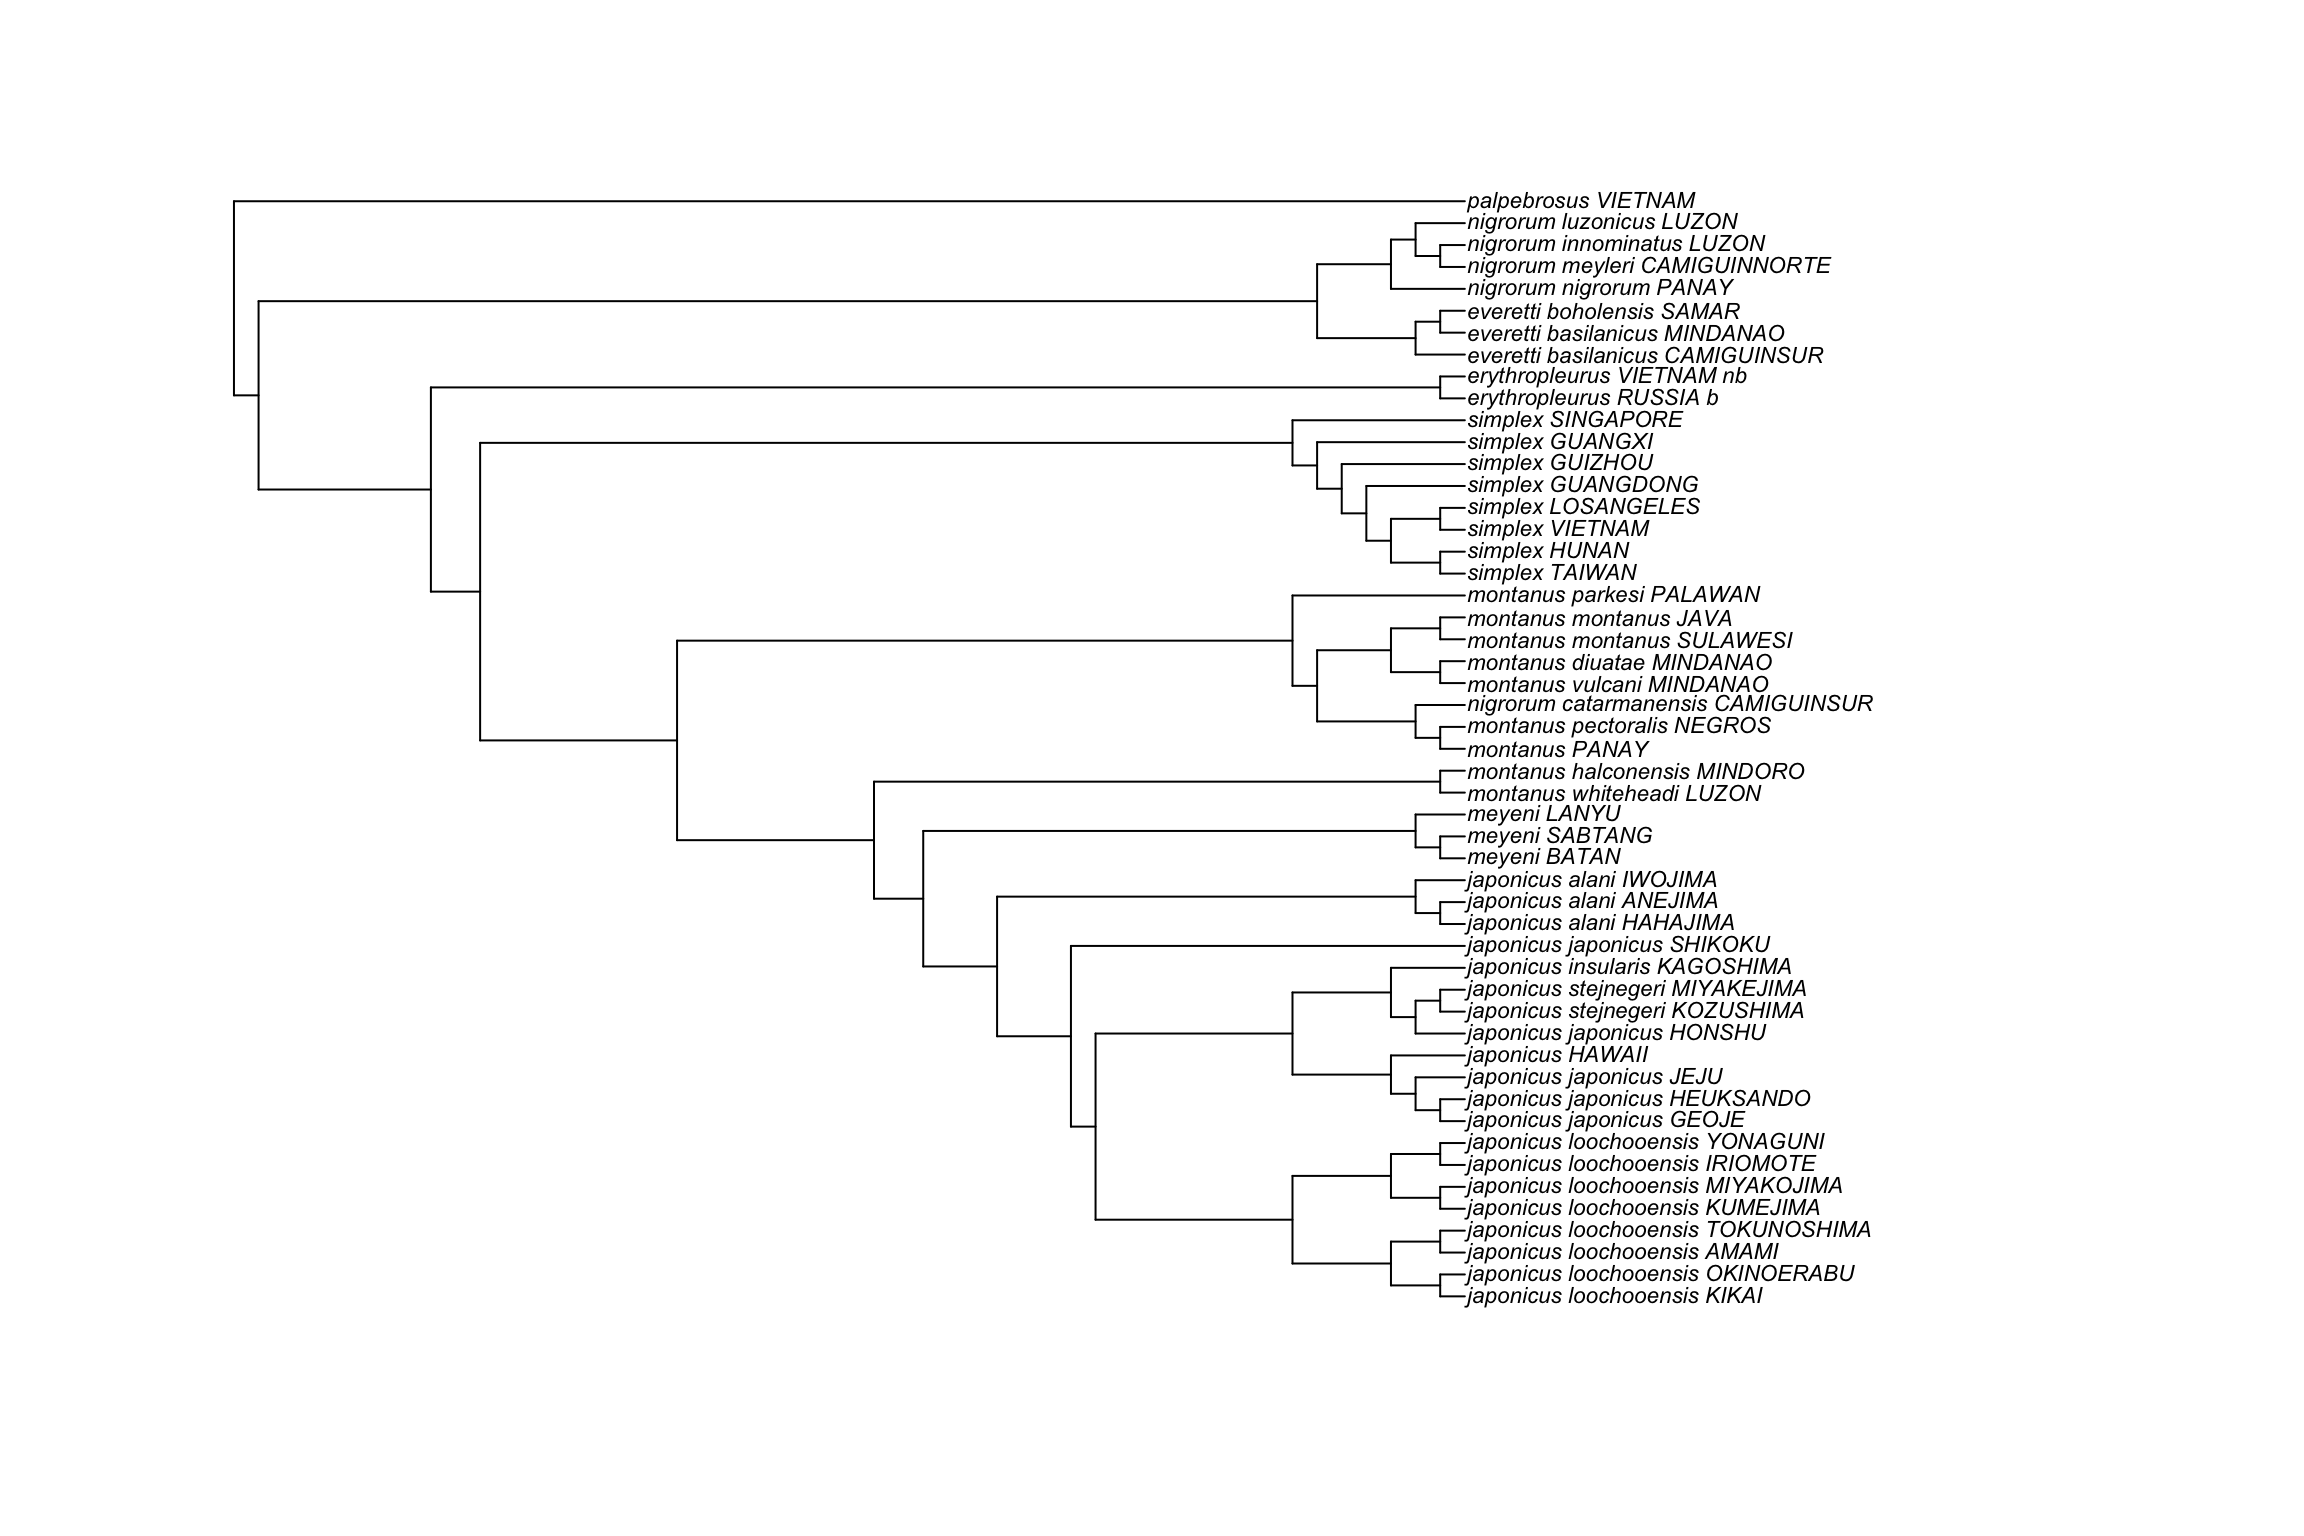 palpebrosus VIETNAM
nigrorum luzonicus LUZON
nigrorum innominatus LUZON
nigrorum meyleri CAMIGUINNORTE
nigrorum nigrorum PANAY
everetti boholensis SAMAR
everetti basilanicus MINDANAO
everetti basilanicus CAMIGUINSUR
erythropleurus VIETNAM nb
erythropleurus RUSSIA b
simplex SINGAPORE
simplex GUANGXI
simplex GUIZHOU
simplex GUANGDONG
simplex LOSANGELES
simplex VIETNAM
simplex HUNAN
simplex TAIWAN
montanus parkesi PALAWAN
montanus montanus JAVA
montanus montanus SULAWESI
montanus diuatae MINDANAO
montanus vulcani MINDANAO
nigrorum catarmanensis CAMIGUINSUR
montanus pectoralis NEGROS
montanus PANAY
montanus halconensis MINDORO
montanus whiteheadi LUZON
meyeni LANYU
meyeni SABTANG
meyeni BATAN
japonicus alani IWOJIMA
japonicus alani ANEJIMA
japonicus alani HAHAJIMA
japonicus japonicus SHIKOKU
japonicus insularis KAGOSHIMA
japonicus stejnegeri MIYAKEJIMA
japonicus stejnegeri KOZUSHIMA
japonicus japonicus HONSHU
japonicus HAWAII
japonicus japonicus JEJU
japonicus japonicus HEUKSANDO
japonicus japonicus GEOJE
japonicus loochooensis YONAGUNI
japonicus loochooensis IRIOMOTE
japonicus loochooensis MIYAKOJIMA
japonicus loochooensis KUMEJIMA
japonicus loochooensis TOKUNOSHIMA
japonicus loochooensis AMAMI
japonicus loochooensis OKINOERABU
japonicus loochooensis KIKAI